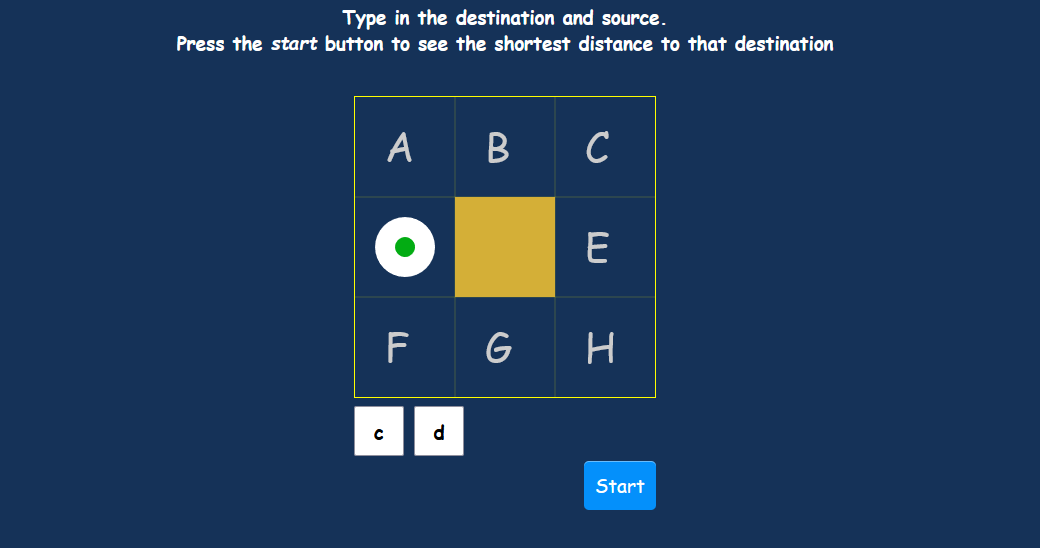 Type in the destination and source.
Press the start button to see the shortest distance to that destination
A B C
E
F G H
c d
Start